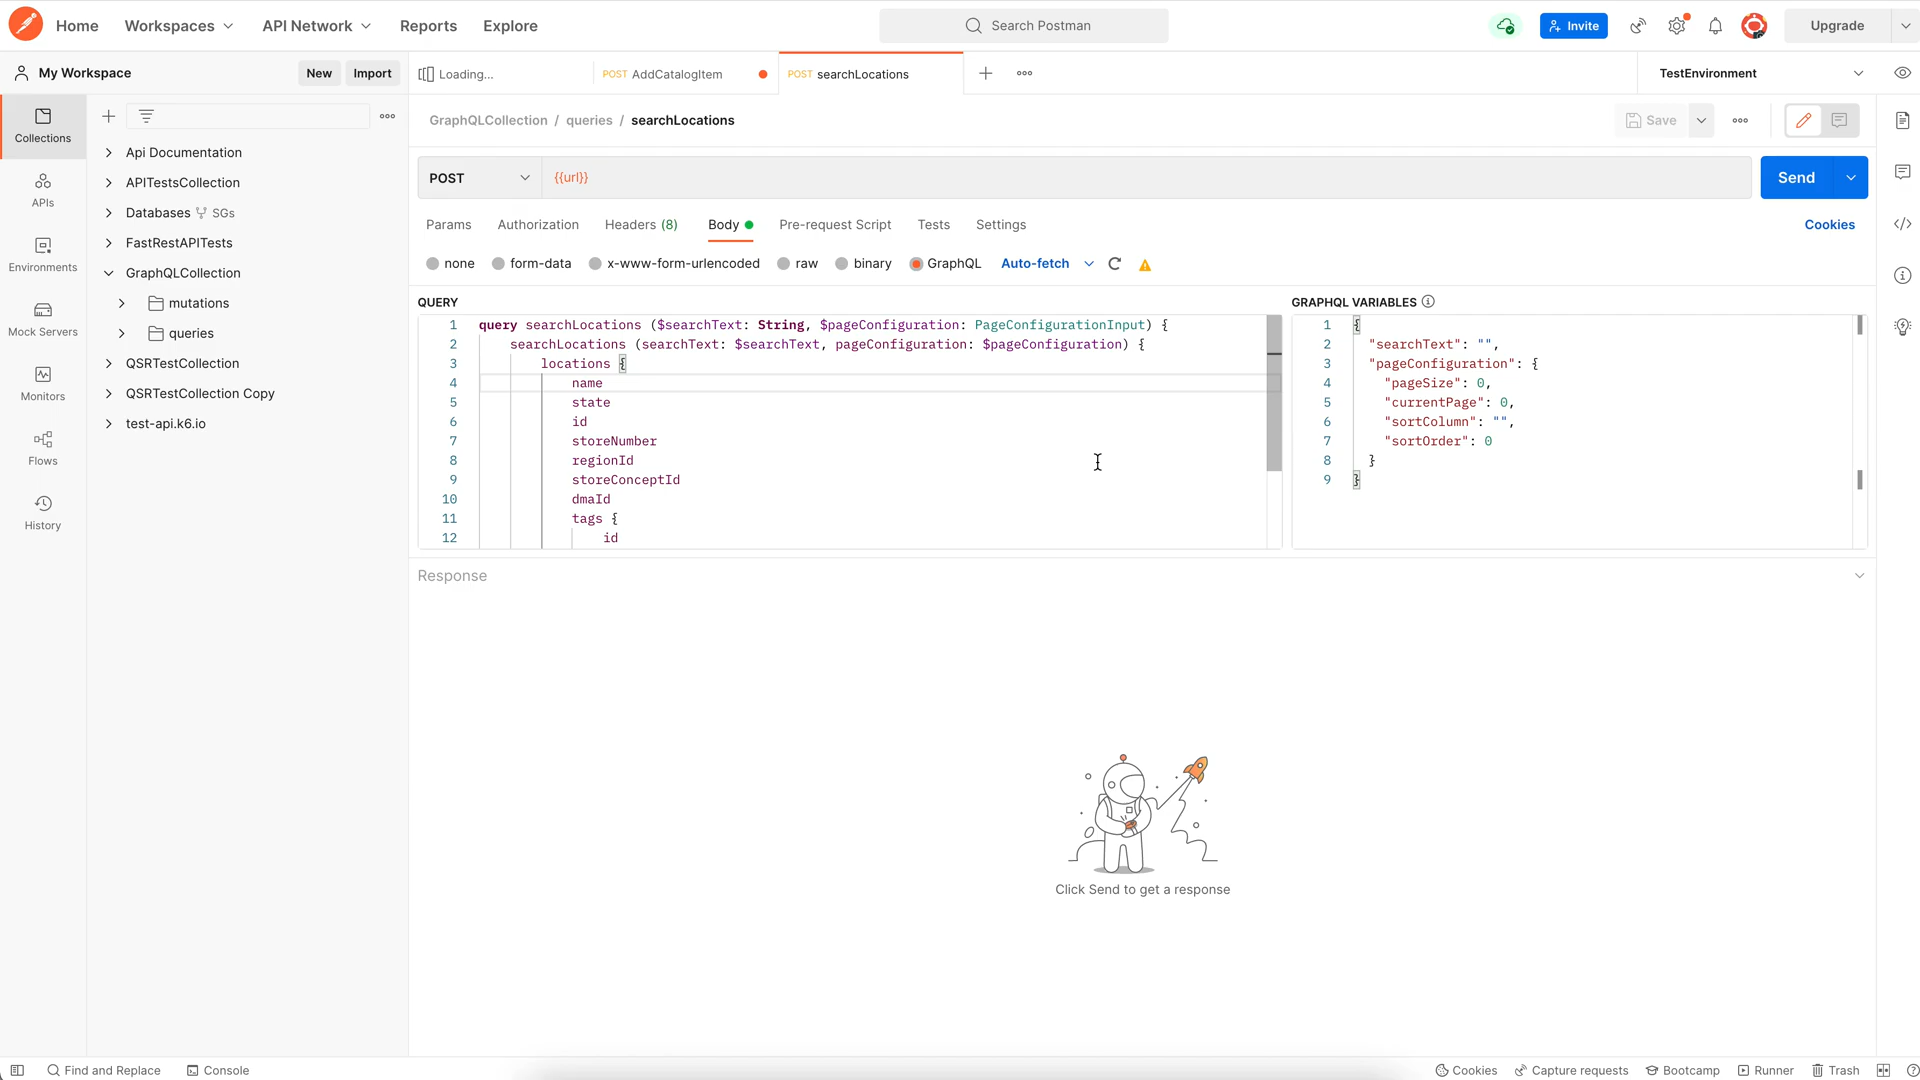 Home
Workspaces
API Network
Reports
Explore
Search Postman
Invite
Upgrade
My Workspace
New
Import
Loading...
POST AddCatalogItem
POST searchLocations
TestEnvironment
Collections
APIs
Environments
Mock Servers
Monitors
Flows
History
Api Documentation
APITestsCollection
Databases SGs
FastRestAPITests
GraphQLCollection
mutations
queries
QSRTestCollection
QSRTestCollection Copy
test-api.k6.io
GraphQLCollection / queries / searchLocations
Save
POST
{{url}}
Send
Params
Authorization
Headers (8)
Body
Pre-request Script
Tests
Settings
Cookies
none
form-data
x-www-form-urlencoded
raw
binary
GraphQL
Auto-fetch
QUERY
1 query searchLocations ($searchText: String, $pageConfiguration: PageConfigurationInput) {
2 searchLocations (searchText: $searchText, pageConfiguration: $pageConfiguration) {
3 locations {
4 name
5 state
6 id
7 storeNumber
8 regionId
9 storeConceptId
10 dmaId
11 tags {
12 id
GRAPHQL VARIABLES
1 {
2 "searchText": "",
3 "pageConfiguration": {
4 "pageSize": 0,
5 "currentPage": 0,
6 "sortColumn": "",
7 "sortOrder": 0
8 }
9 }
Response
Click Send to get a response
Find and Replace
Console
Cookies
Capture requests
Bootcamp
Runner
Trash